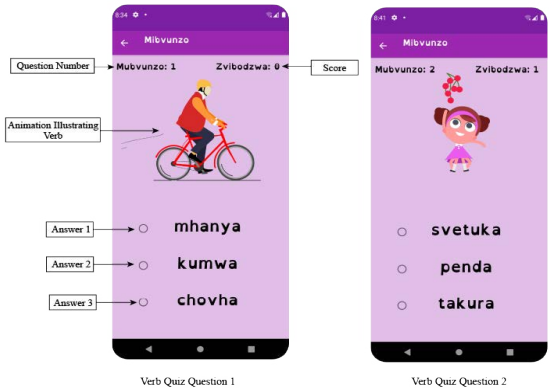 8:34
Mibvunzo
Mubvunzo: 1 Zvibodzwa: 0
Question Number
Score
Animation Illustrating
Verb
Answer 1
mhanya
Answer 2
kumwa
Answer 3
chovha
Verb Quiz Question 1
8:41
Mibvunzo
Mubvunzo: 2 Zvibodzwa: 1
svetuka
penda
takura
Verb Quiz Question 2